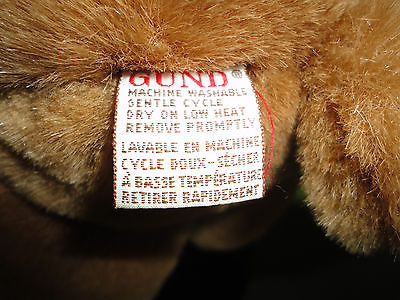 GUND®
MACHINE WASHABLE
GENTLE CYCLE
DRY ON LOW HEAT
REMOVE PROMPTLY
LAVABLE EN MACHINE
CYCLE DOUX-SÉCHER
À BASSE TEMPÉRATURE
RETIRER RAPIDEMENT